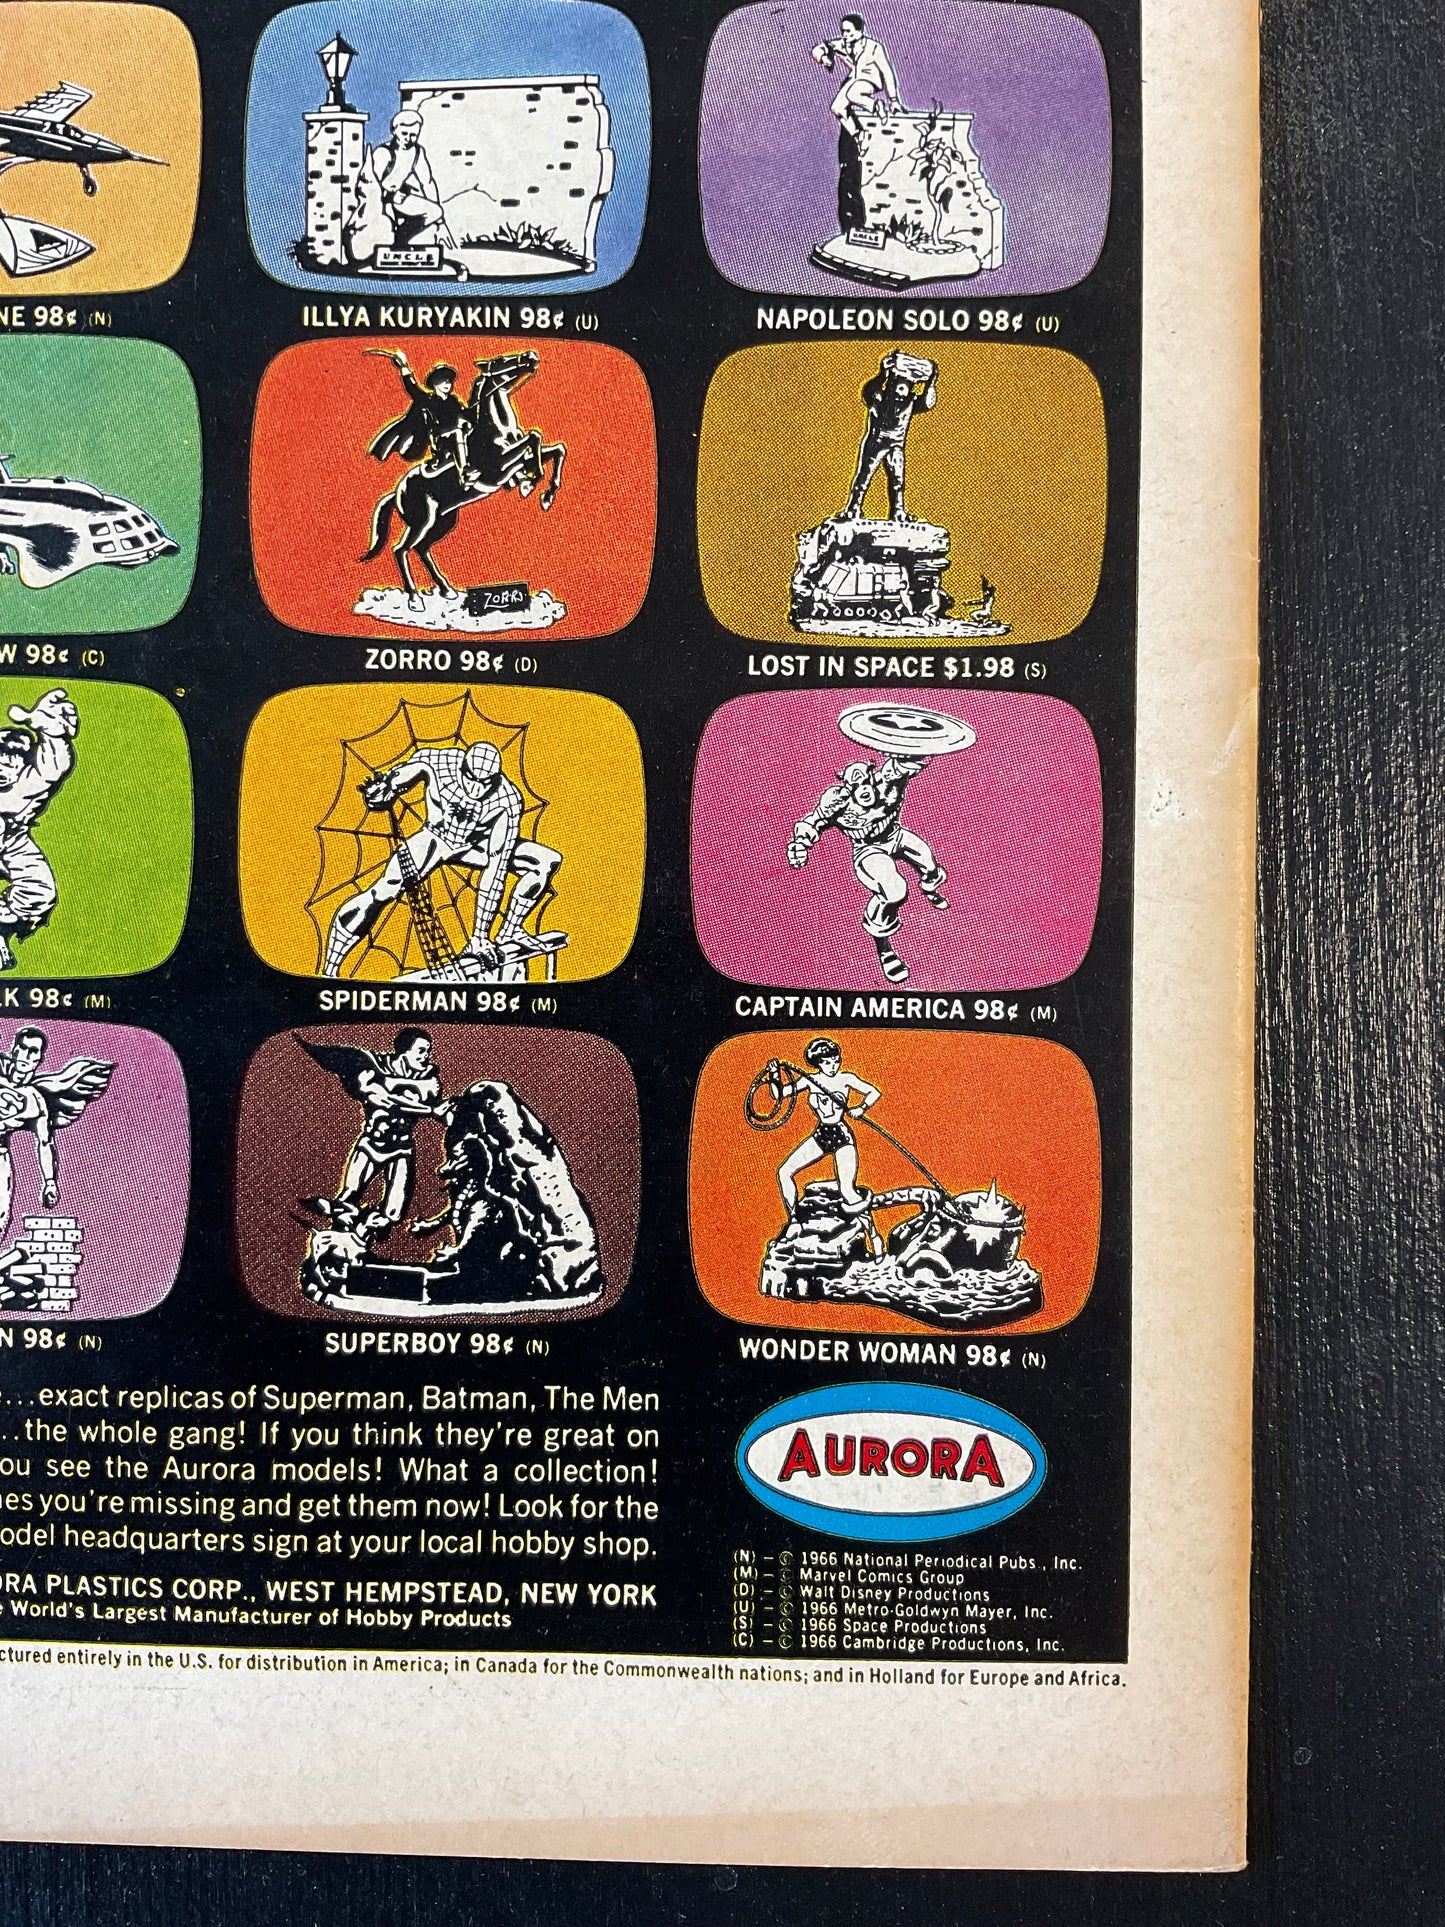 UNCLE
UNCLE
NE 98¢ (N)
ILLYA KURYAKIN 98¢ (U)
NAPOLEON SOLO 98¢ (U)
LOST IN SPACE
ZORRO
W 98¢ (C)
ZORRO 98¢ (D)
LOST IN SPACE $1.98 (S)
LK 98¢ (M)
SPIDERMAN 98¢ (M)
CAPTAIN AMERICA 98¢ (M)
S
N 98¢ (N)
SUPERBOY 98¢ (N)
WONDER WOMAN 98¢ (N)
...exact replicas of Superman, Batman, The Men
...the whole gang! If you think they're great on
ou see the Aurora models! What a collection!
nes you're missing and get them now! Look for the
odel headquarters sign at your local hobby shop.
ORA PLASTICS CORP., WEST HEMPSTEAD, NEW YORK
e World's Largest Manufacturer of Hobby Products
AURORA
(N) – © 1966 National Periodical Pubs., Inc.
(M) – © Marvel Comics Group
(D) – © Walt Disney Productions
(U) – © 1966 Metro-Goldwyn Mayer, Inc.
(S) – © 1966 Space Productions
(C) – © 1966 Cambridge Productions, Inc.
ctured entirely in the U.S. for distribution in America; in Canada for the Commonwealth nations; and in Holland for Europe and Africa.